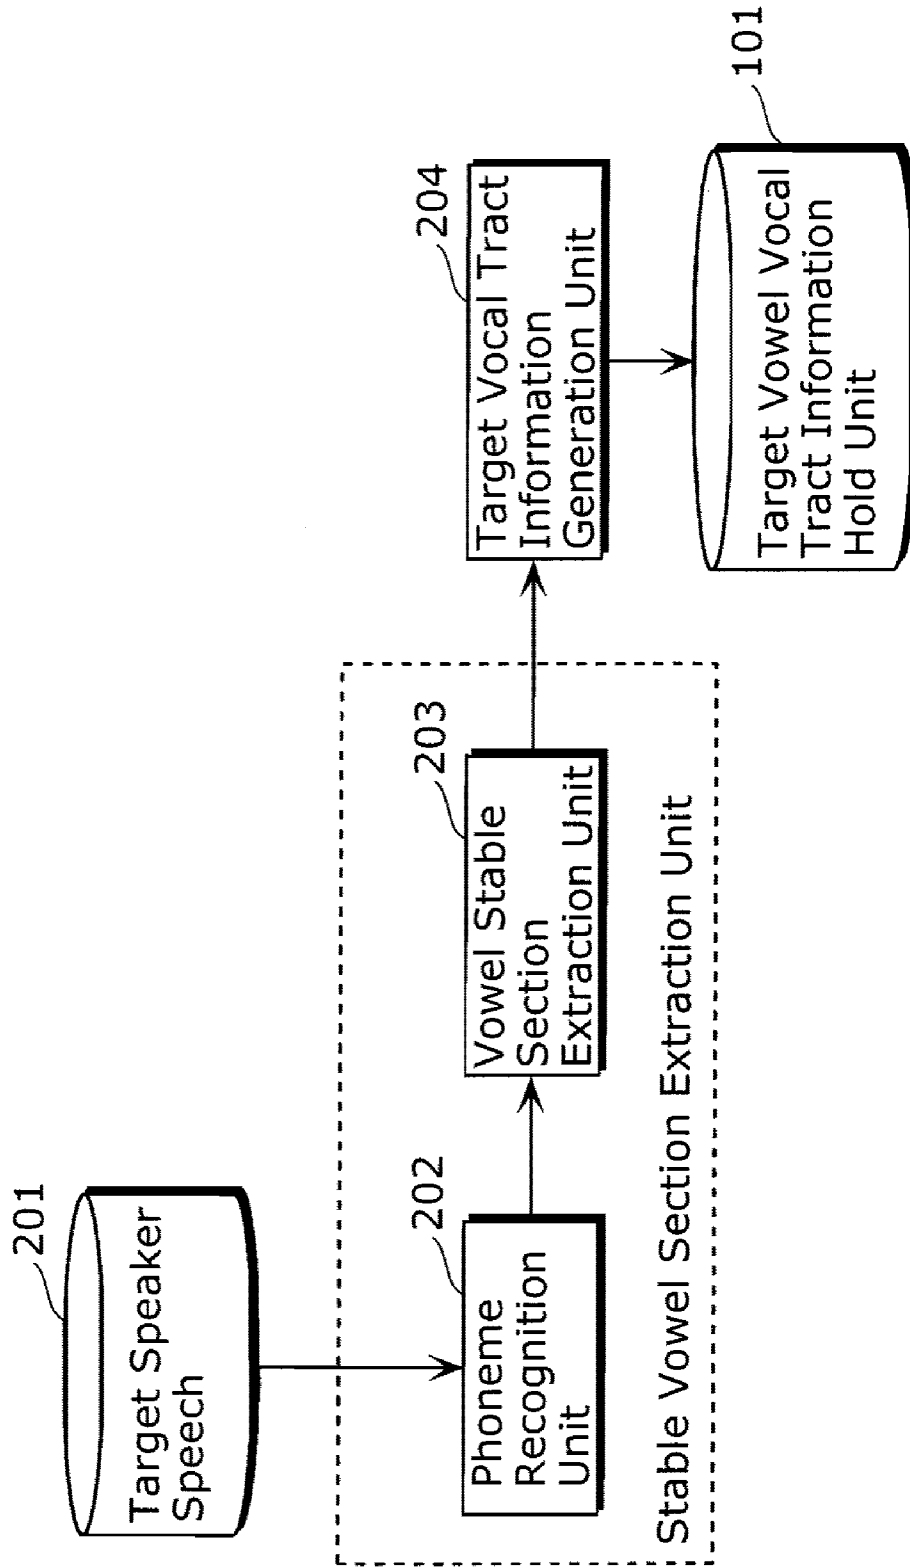 201
Target Speaker
Speech
202
Phoneme
Recognition
Unit
203
Vowel Stable
Section
Extraction Unit
Stable Vowel Section Extraction Unit
204
Target Vocal Tract
Information
Generation Unit
101
Target Vowel Vocal
Tract Information
Hold Unit